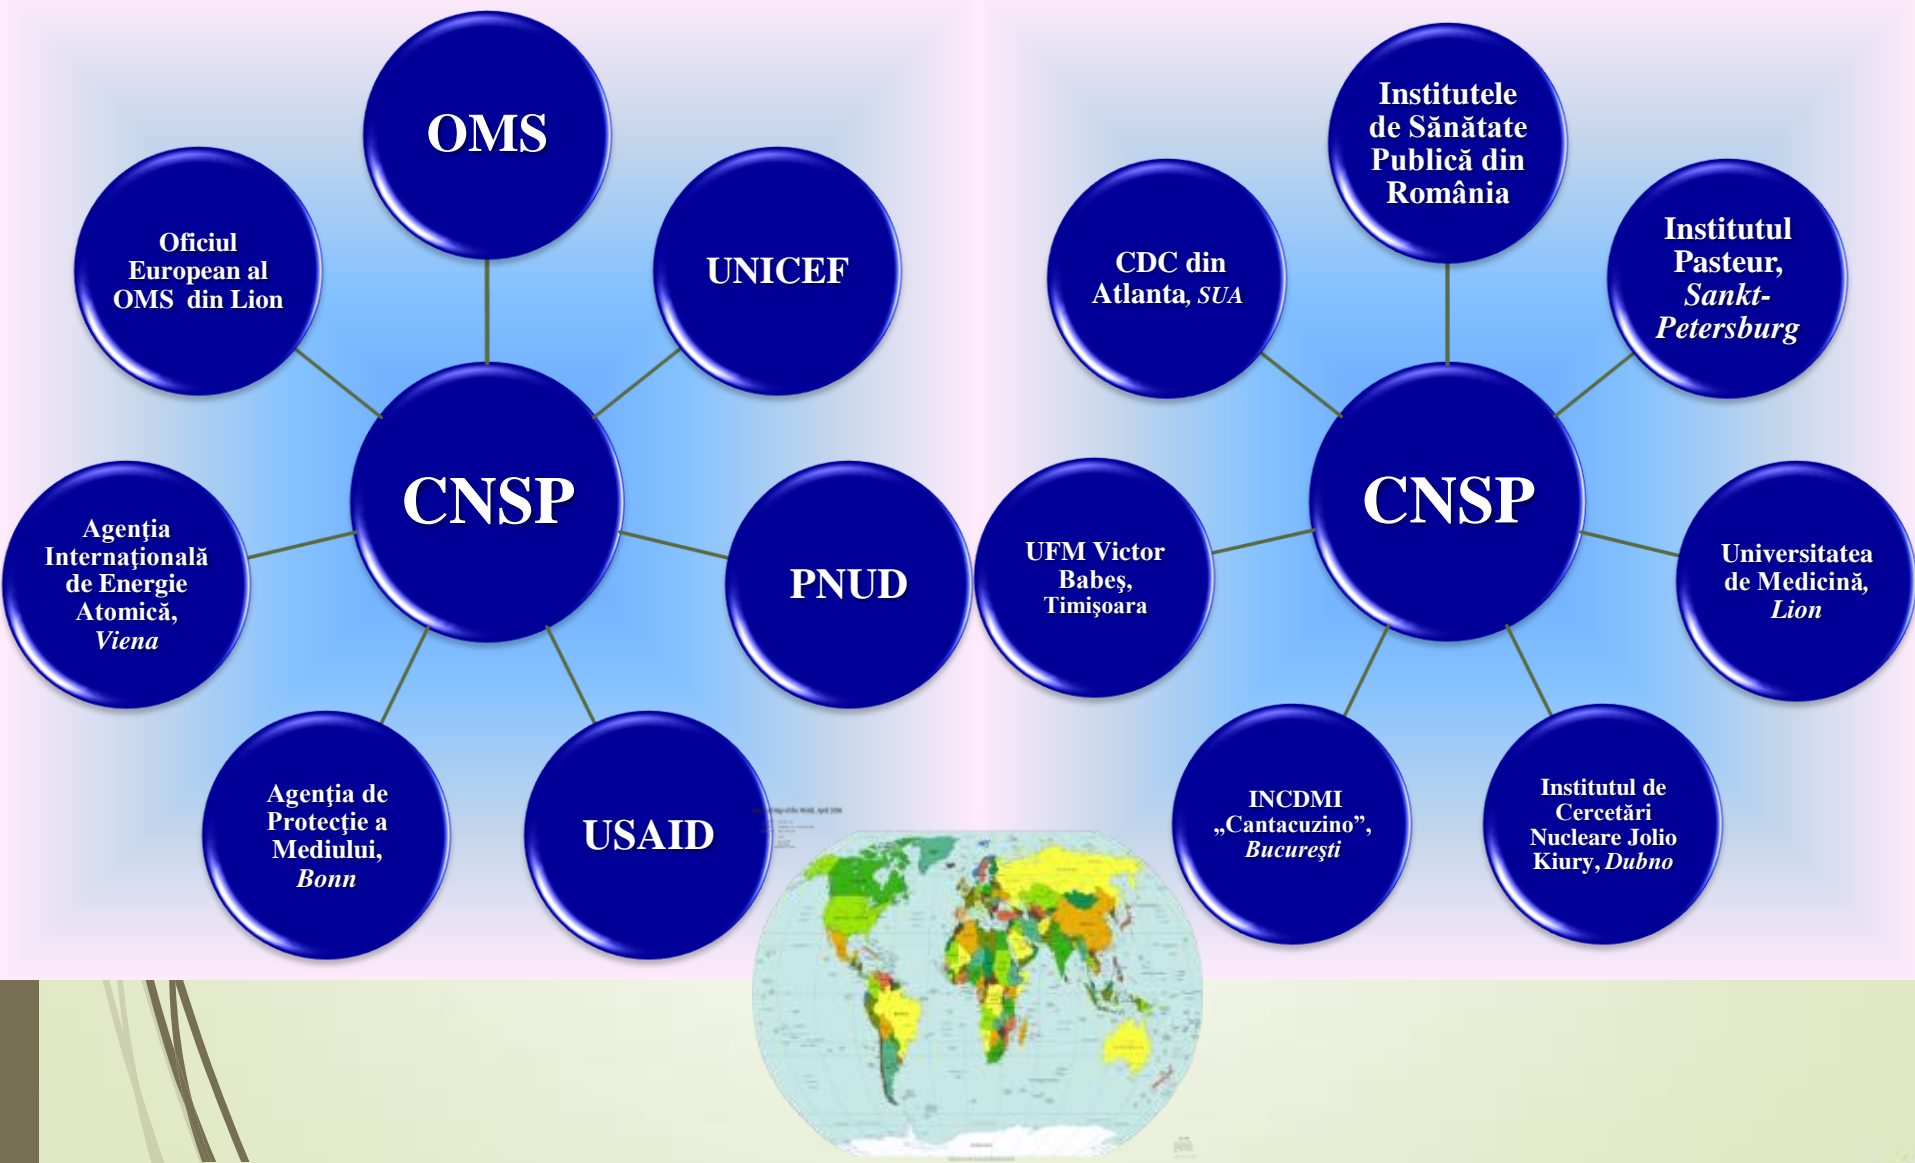 OMS
UNICEF
PNUD
USAID
Agenţia de
Protecţie a
Mediului,
Bonn
Agenţia
Internaţională
de Energie
Atomică,
Viena
Oficiul
European al
OMS din Lion
CNSP
Institutele
de Sănătate
Publică din
România
Institutul
Pasteur,
Sankt-
Petersburg
Universitatea
de Medicină,
Lion
Institutul de
Cercetări
Nucleare Jolio
Kiury, Dubno
INCDMI
„Cantacuzino”,
Bucureşti
UFM Victor
Babeş,
Timişoara
CDC din
Atlanta, SUA
CNSP